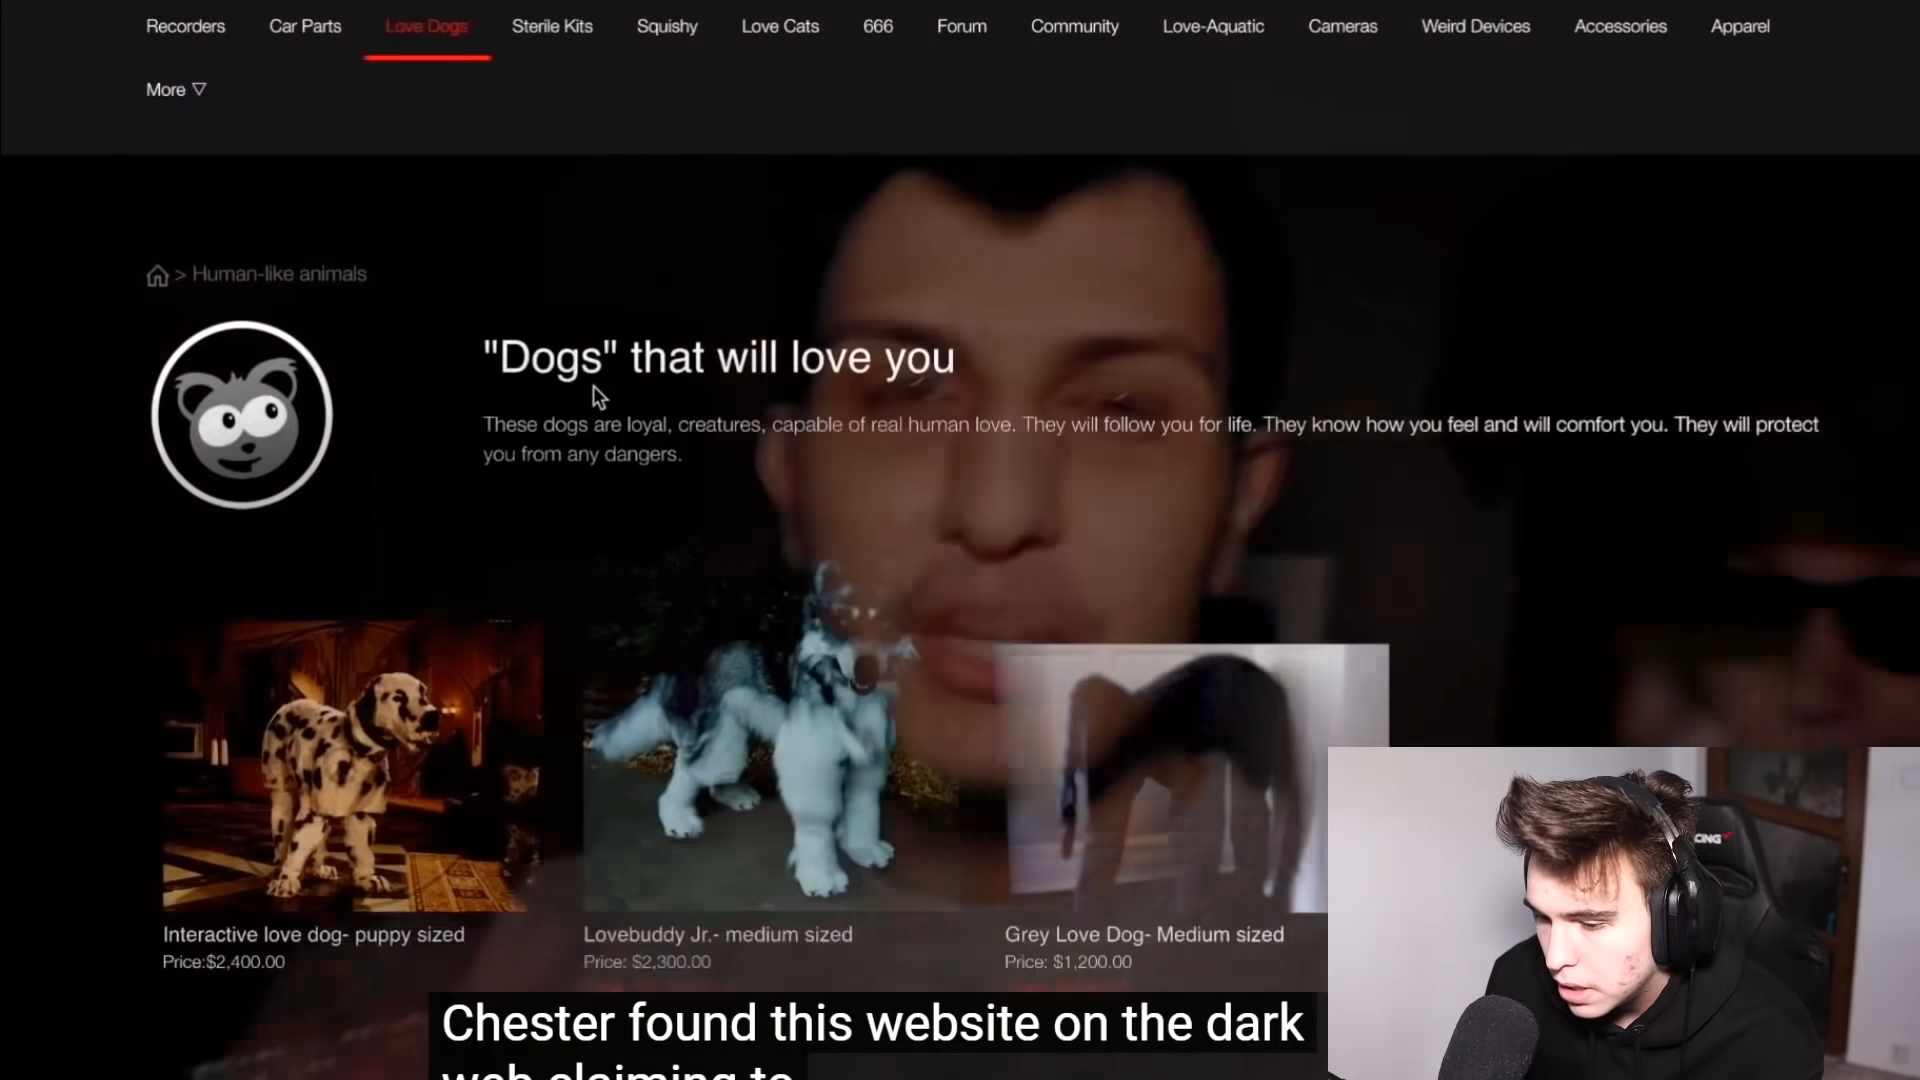 Recorders Car Parts Love Dogs Sterile Kits Squishy Love Cats 666 Forum Community Love-Aquatic Cameras Weird Devices Accessories Apparel
More
> Human-like animals
"Dogs" that will love you
These dogs are loyal, creatures, capable of real human love. They will follow you for life. They know how you feel and will comfort you. They will protect
you from any dangers.
Interactive love dog- puppy sized
Price:$2,400.00
Lovebuddy Jr.- medium sized
Price: $2,300.00
Grey Love Dog- Medium sized
Price: $1,200.00
Chester found this website on the dark
web claiming to
CING